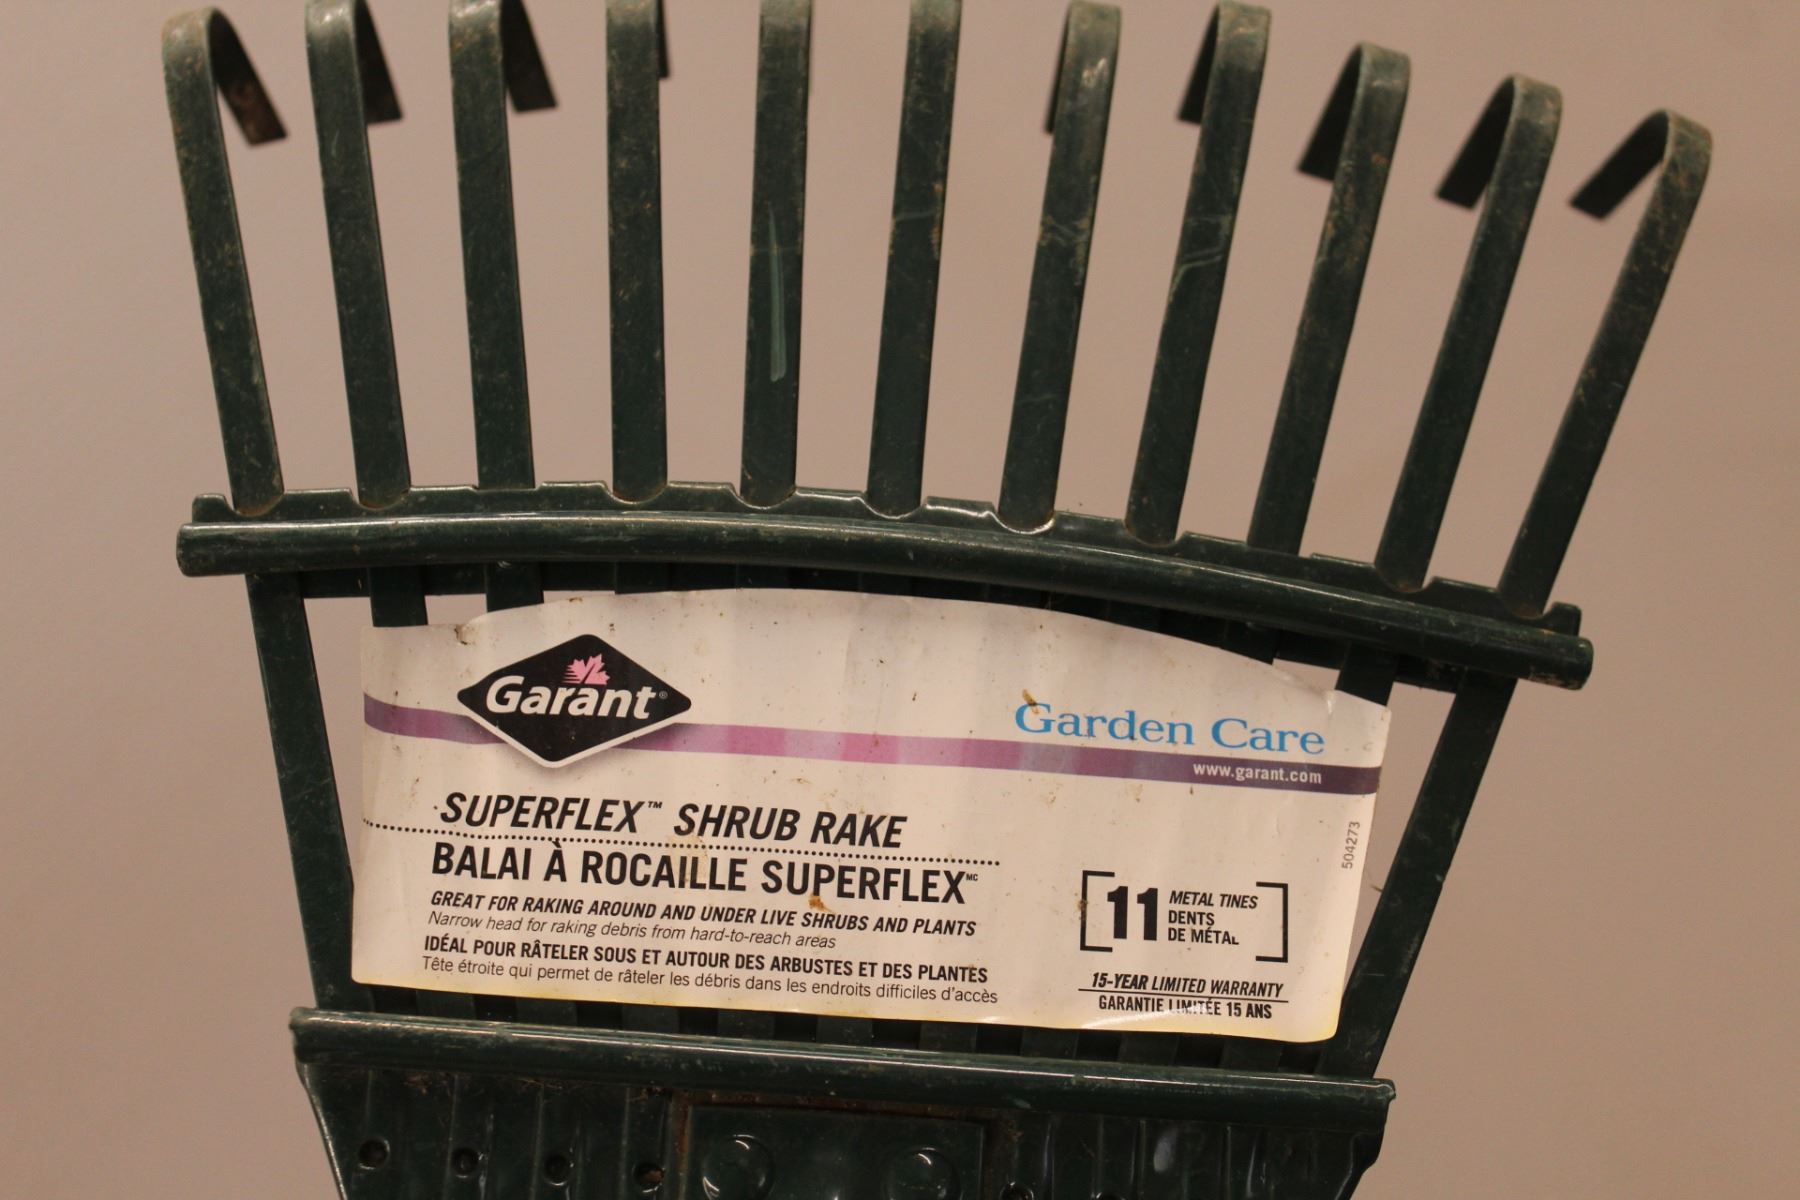 Garant®
Garden Care
www.garant.com
SUPERFLEX™ SHRUB RAKE
BALAI À ROCAILLE SUPERFLEX MC
GREAT FOR RAKING AROUND AND UNDER LIVE SHRUBS AND PLANTS
Narrow head for raking debris from hard-to-reach areas
IDÉAL POUR RÂTELER SOUS ET AUTOUR DES ARBUSTES ET DES PLANTES
Tête étroite qui permet de râteler les débris dans les endroits difficiles d'accès
11
METAL TINES
DENTS
DE MÉTAL
15-YEAR LIMITED WARRANTY
GARANTIE LIMITÉE 15 ANS
504273